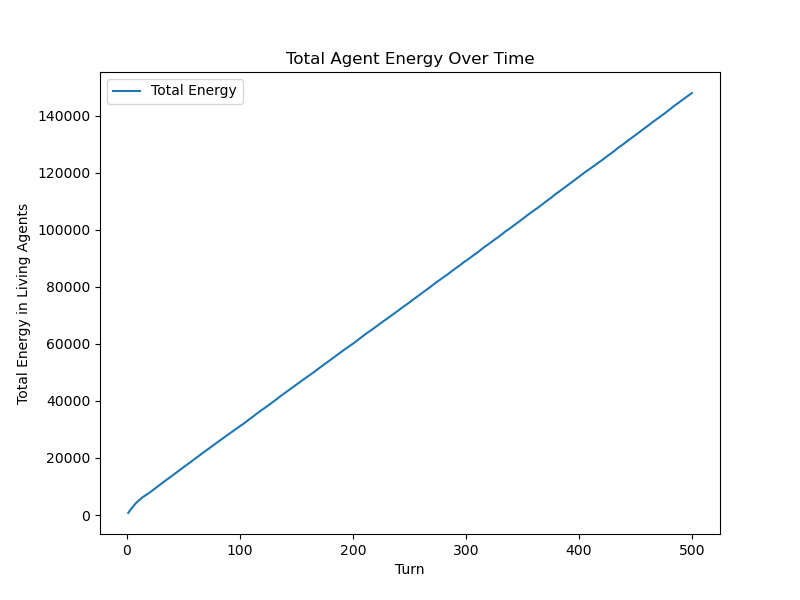 Total Agent Energy Over Time
Total Energy
Total Energy in Living Agents
140000
120000
100000
80000
60000
40000
20000
0
0 100 200 300 400 500
Turn